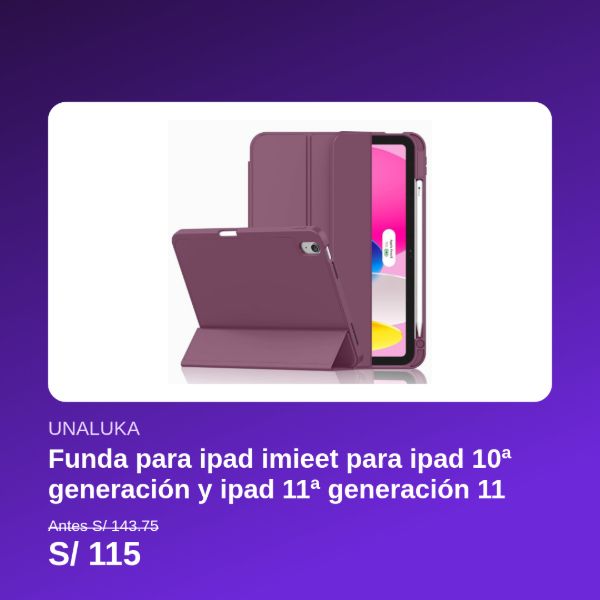 UNALUKA
Funda para ipad imieet para ipad 10ª
generación y ipad 11ª generación 11
Antes S/ 143.75
S/ 115